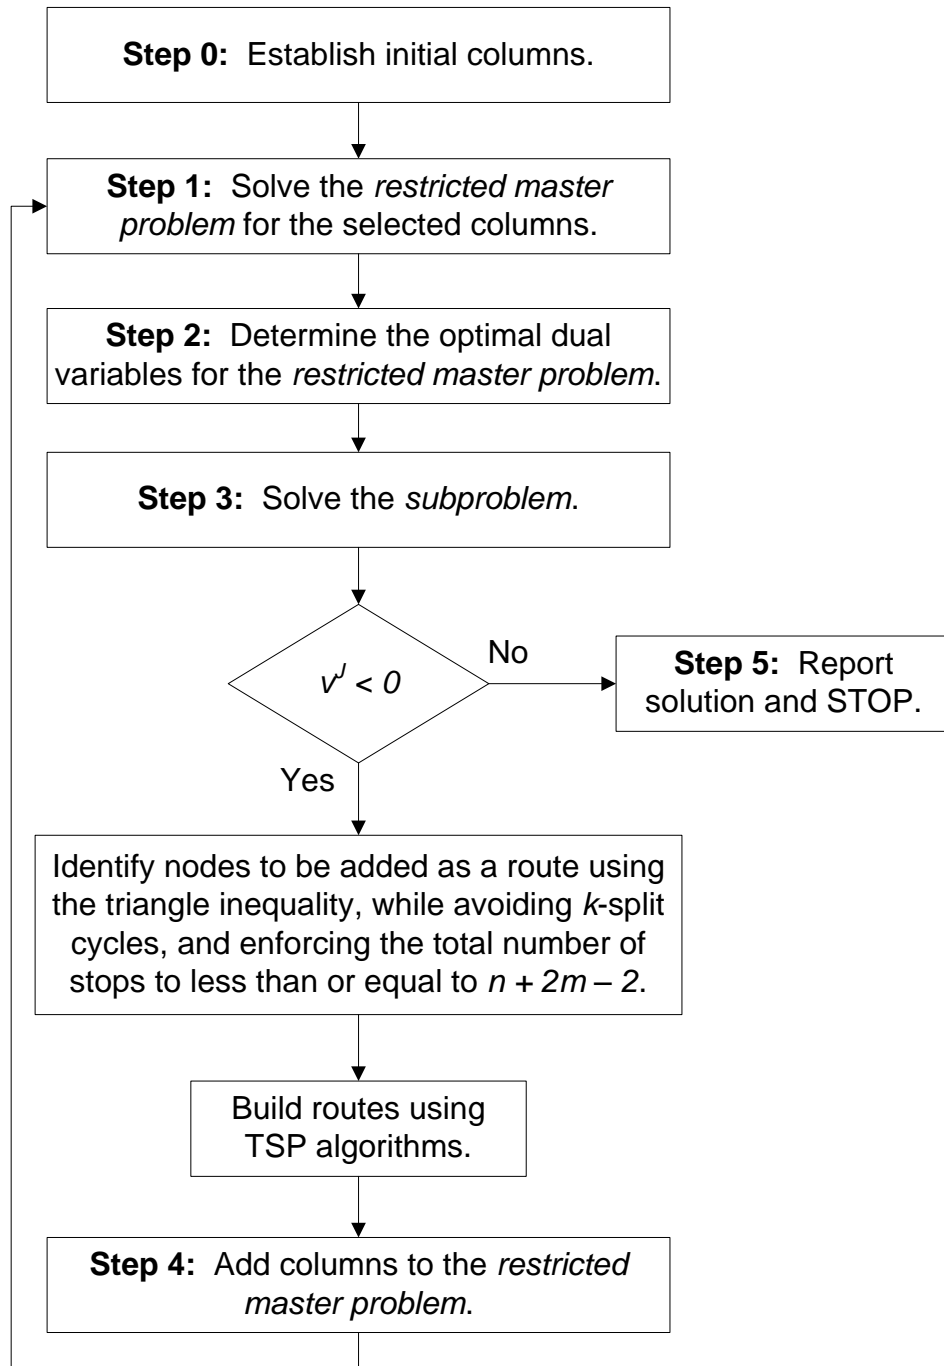 Step 0: Establish initial columns.
Step 1: Solve the restricted master
problem for the selected columns.
Step 2: Determine the optimal dual
variables for the restricted master problem.
Step 3: Solve the subproblem.
v^J < 0
No
Step 5: Report
solution and STOP.
Yes
Identify nodes to be added as a route using
the triangle inequality, while avoiding k-split
cycles, and enforcing the total number of
stops to less than or equal to n + 2m – 2.
Build routes using
TSP algorithms.
Step 4: Add columns to the restricted
master problem.